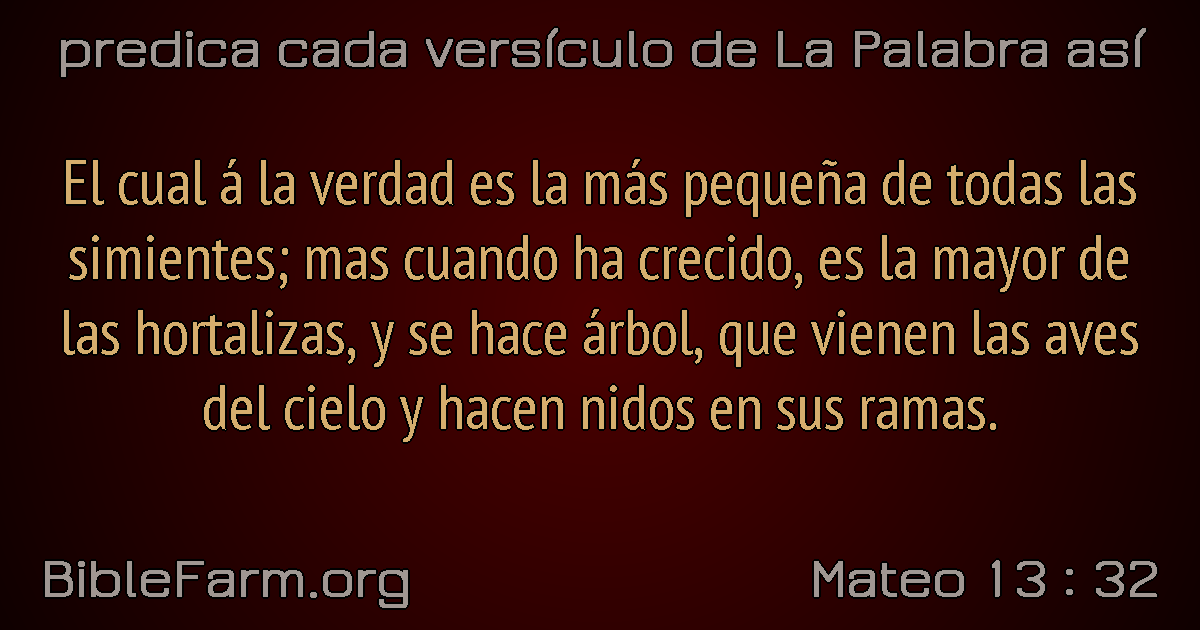 predica cada versículo de La Palabra así
El cual á la verdad es la más pequeña de todas las
simientes; mas cuando ha crecido, es la mayor de
las hortalizas, y se hace árbol, que vienen las aves
del cielo y hacen nidos en sus ramas.
BibleFarm.org
Mateo 13 : 32